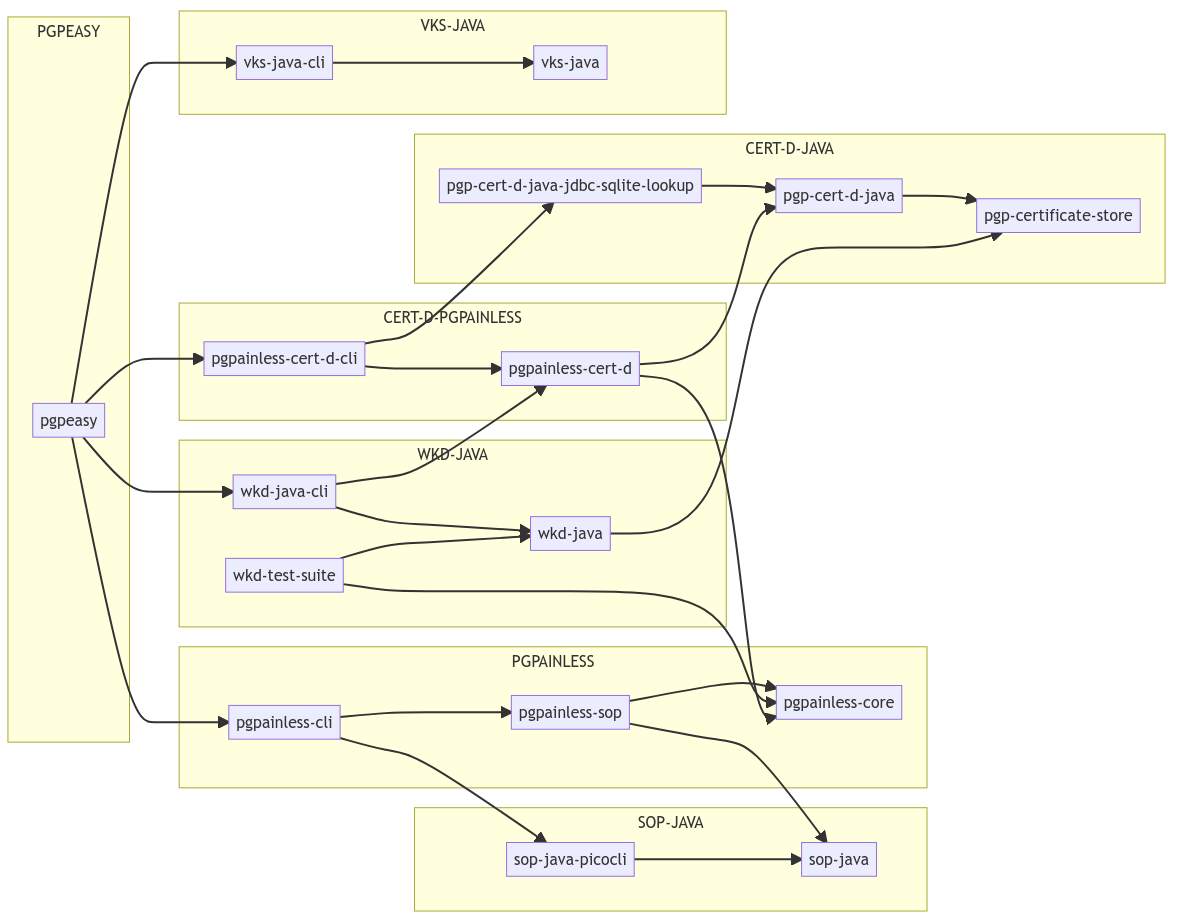 PGPEASY
pgpeasy
VKS-JAVA
vks-java-cli
vks-java
CERT-D-JAVA
pgp-cert-d-java-jdbc-sqlite-lookup
pgp-cert-d-java
pgp-certificate-store
CERT-D-PGPAINLESS
pgpainless-cert-d-cli
pgpainless-cert-d
WKD-JAVA
wkd-java-cli
wkd-java
wkd-test-suite
PGPAINLESS
pgpainless-cli
pgpainless-sop
pgpainless-core
SOP-JAVA
sop-java-picocli
sop-java